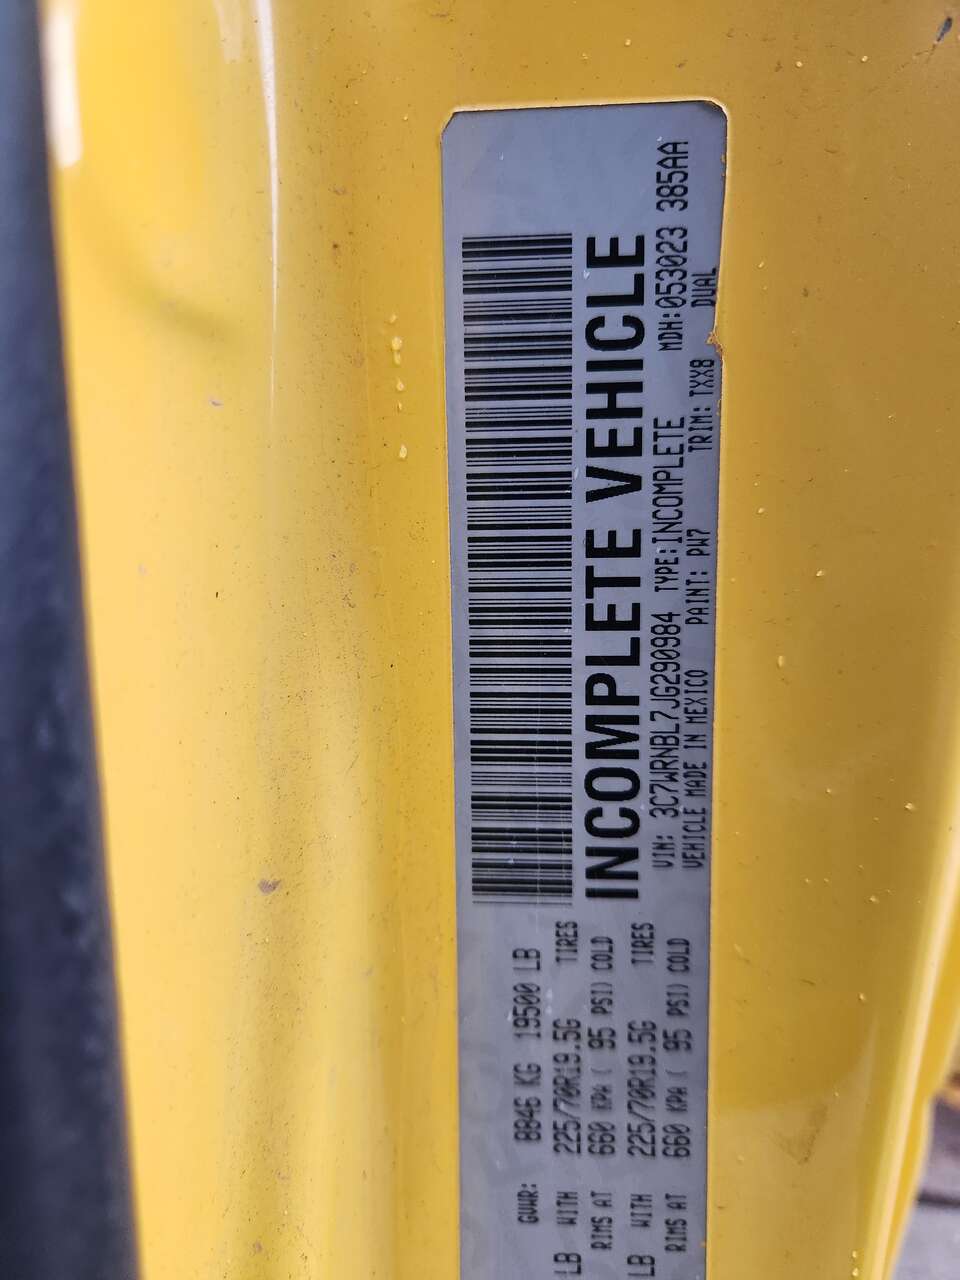 GVWR: 8846 KG 19500 LB
LB WITH 225/70R19.5G TIRES
RIMS AT 660 KPA ( 95 PSI) COLD
LB WITH 225/70R19.5G TIRES
RIMS AT 660 KPA ( 95 PSI) COLD
INCOMPLETE VEHICLE
VIN: 3C7WRNBL7JG290984 TYPE:INCOMPLETE MDH:053023 385AA
VEHICLE MADE IN MEXICO PAINT: PW7 TRIM: TXX8 DUAL